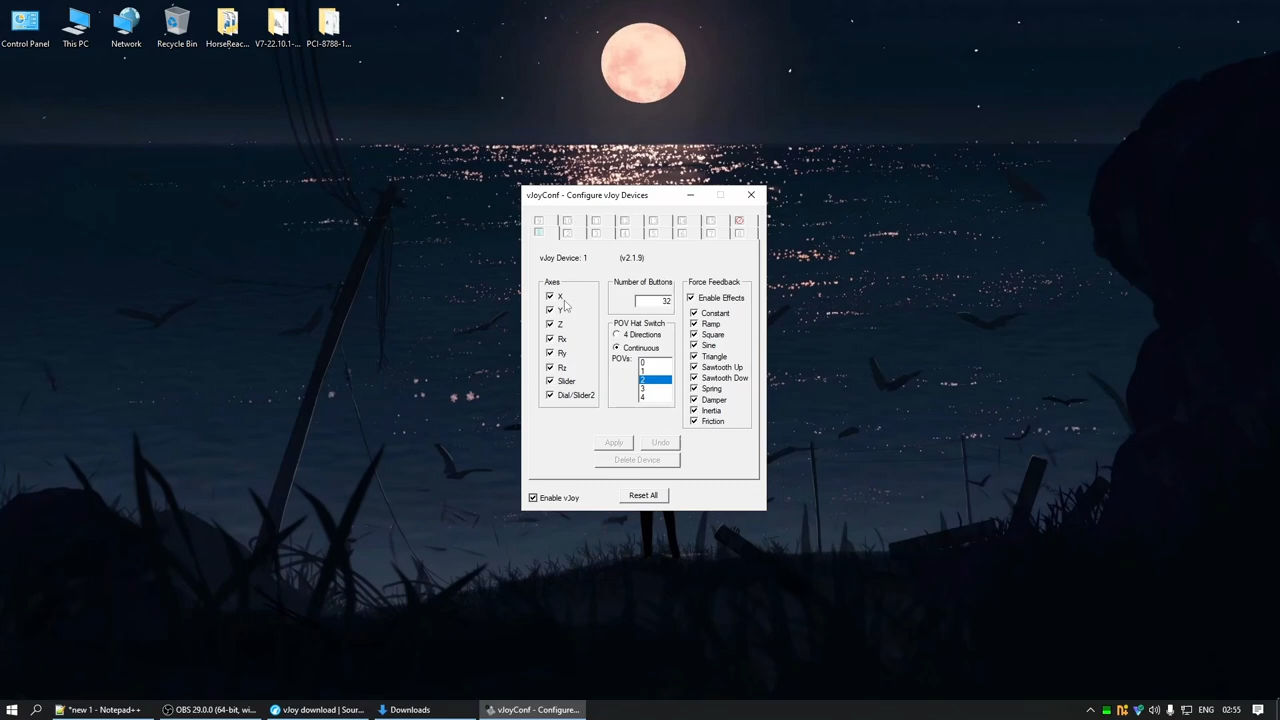 Control Panel
This PC
Network
Recycle Bin
HorseReac...
V7-22.10.1-...
PCI-8788-1...
vJoyConf - Configure vJoy Devices
vJoy Device: 1
(v2.1.9)
Axes
X
Y
Z
Rx
Ry
Rz
Slider
Dial/Slider2
Number of Buttons
32
POV Hat Switch
4 Directions
Continuous
POVs:
0
1
2
3
4
Force Feedback
Enable Effects
Constant
Ramp
Square
Sine
Triangle
Sawtooth Up
Sawtooth Dow
Spring
Damper
Inertia
Friction
Apply
Undo
Delete Device
Enable vJoy
Reset All
*new 1 - Notepad++
OBS 29.0.0 (64-bit, wi...
vJoy download | Sour...
Downloads
vJoyConf - Configure...
ENG
02:55